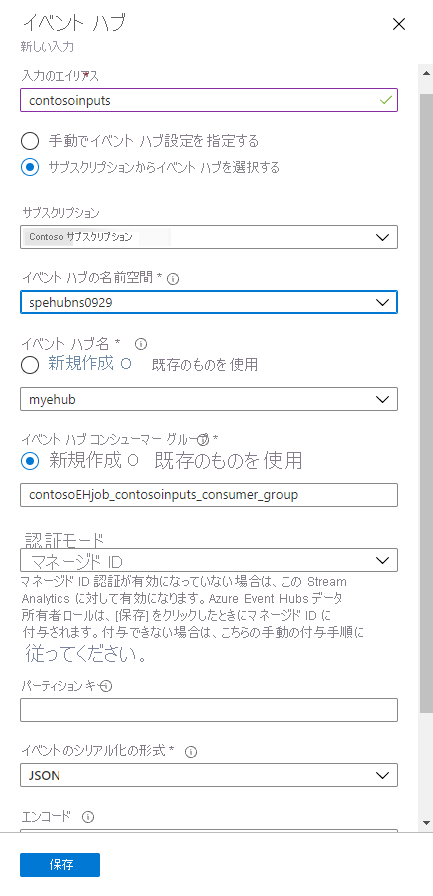 イベント ハブ
新しい入力
入力のエイリアス
contosoinputs
手動でイベント ハブ設定を指定する
サブスクリプションからイベント ハブを選択する
サブスクリプション
Contoso サブスクリプション
イベント ハブの名前空間 *
spehubns0929
イベント ハブ名 *
新規作成 O 既存のものを使用
myehub
イベント ハブ コンシューマー グループ *
新規作成 O 既存のものを使用
contosoEHjob_contosoinputs_consumer_group
認証モード
マネージド ID
マネージド ID 認証が有効になっていない場合は、この Stream
Analytics に対して有効になります。Azure Event Hubs データ
所有者ロールは、[保存] をクリックしたときにマネージド ID に
付与されます。付与できない場合は、こちらの手動の付与手順に
従ってください。
パーティション キー
イベントのシリアル化の形式 *
JSON
エンコード
保存